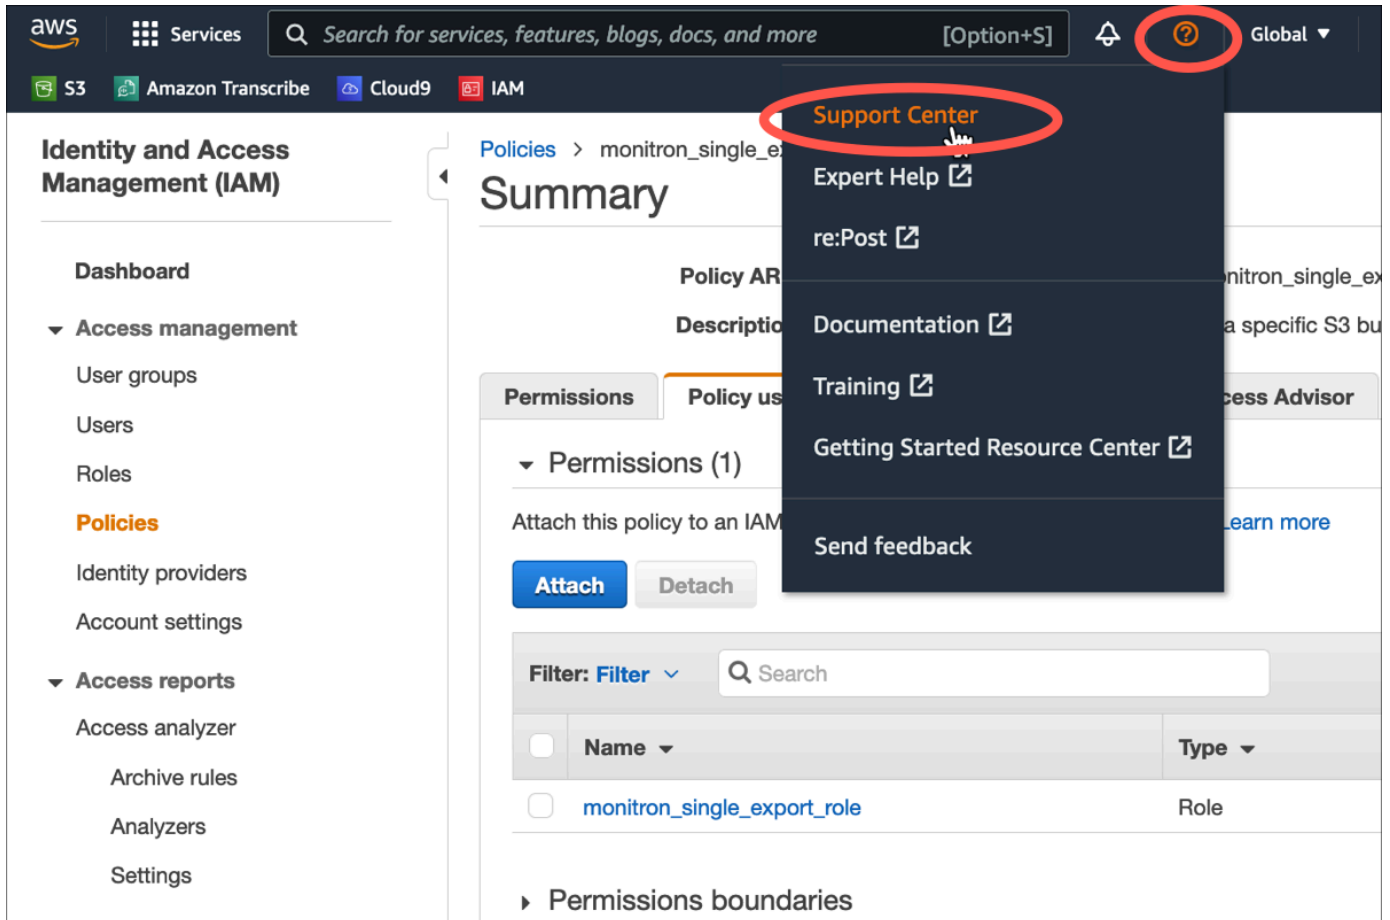 aws
Services
Search for services, features, blogs, docs, and more
[Option+S]
Global ▼
S3
Amazon Transcribe
Cloud9
IAM
Support Center
Expert Help
re:Post
Documentation
Training
Getting Started Resource Center
Send feedback
Identity and Access
Management (IAM)
Dashboard
Access management
User groups
Users
Roles
Policies
Identity providers
Account settings
Access reports
Access analyzer
Archive rules
Analyzers
Settings
Policies > monitron_single_e
Summary
Policy AR
nitron_single_ex
Descriptio
a specific S3 bu
Permissions
Policy us
cess Advisor
Permissions (1)
Attach this policy to an IAM
Learn more
Attach
Detach
Filter: Filter
Search
Name
Type
monitron_single_export_role
Role
Permissions boundaries